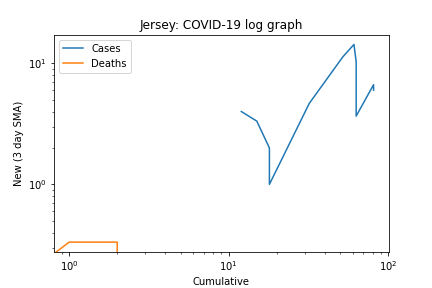 Jersey: COVID-19 log graph
Cases
Deaths
New (3 day SMA)
10¹
10⁰
10⁰
10¹
10²
Cumulative